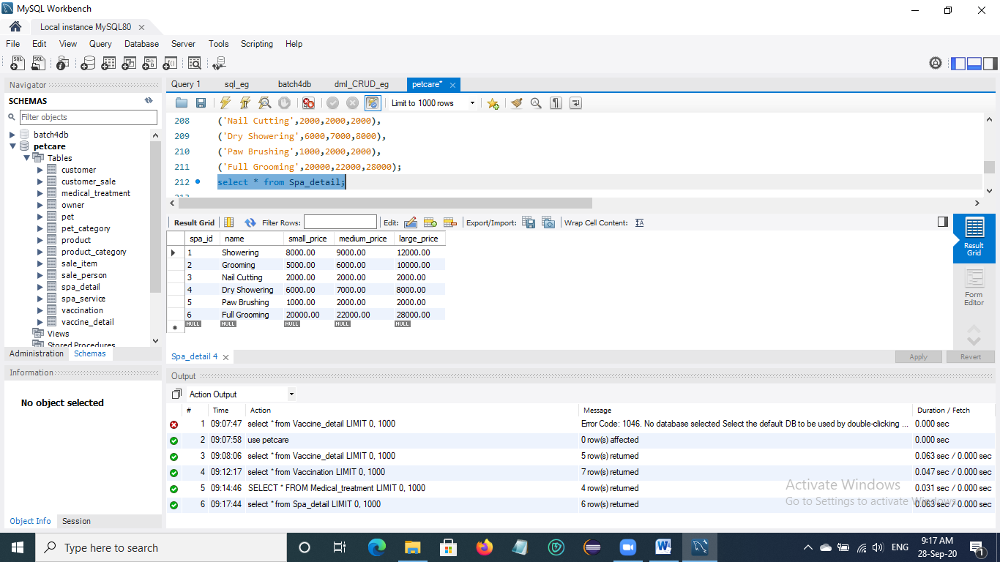 MySQL Workbench
Local instance MySQL80
File Edit View Query Database Server Tools Scripting Help
Navigator
SCHEMAS
Filter objects
batch4db
petcare
Tables
customer
customer_sale
medical_treatment
owner
pet
pet_category
product
product_category
sale_item
sale_person
spa_detail
spa_service
vaccination
vaccine_detail
Views
Stored Procedures
Administration Schemas
Information
No object selected
Object Info Session
Query 1 sql_eg batch4db dml_CRUD_eg petcare*
Limit to 1000 rows
208 ('Nail Cutting',2000,2000,2000),
209 ('Dry Showering',6000,7000,8000),
210 ('Paw Brushing',1000,2000,2000),
211 ('Full Grooming',20000,22000,28000);
212 select * from Spa_detail;
213
Result Grid Filter Rows: Edit: Export/Import: Wrap Cell Content:
spa_id name small_price medium_price large_price
1 Showering 8000.00 9000.00 12000.00
2 Grooming 5000.00 6000.00 10000.00
3 Nail Cutting 2000.00 2000.00 2000.00
4 Dry Showering 6000.00 7000.00 8000.00
5 Paw Brushing 1000.00 2000.00 2000.00
6 Full Grooming 20000.00 22000.00 28000.00
NULL NULL NULL NULL NULL
Result
Grid
Form
Editor
Spa_detail 4
Apply Revert
Output
Action Output
# Time Action Message Duration / Fetch
1 09:07:47 select * from Vaccine_detail LIMIT 0, 1000 Error Code: 1046. No database selected Select the default DB to be used by double-clicking ... 0.000 sec
2 09:07:58 use petcare 0 row(s) affected 0.000 sec
3 09:08:06 select * from Vaccine_detail LIMIT 0, 1000 5 row(s) returned 0.063 sec / 0.000 sec
4 09:12:17 select * from Vaccination LIMIT 0, 1000 7 row(s) returned 0.047 sec / 0.000 sec
5 09:14:46 SELECT * FROM Medical_treatment LIMIT 0, 1000 4 row(s) returned 0.031 sec / 0.000 sec
6 09:17:44 select * from Spa_detail LIMIT 0, 1000 6 row(s) returned 0.063 sec / 0.000 sec
Activate Windows
Go to Settings to activate Windows.
Type here to search
ENG
9:17 AM
28-Sep-20
1